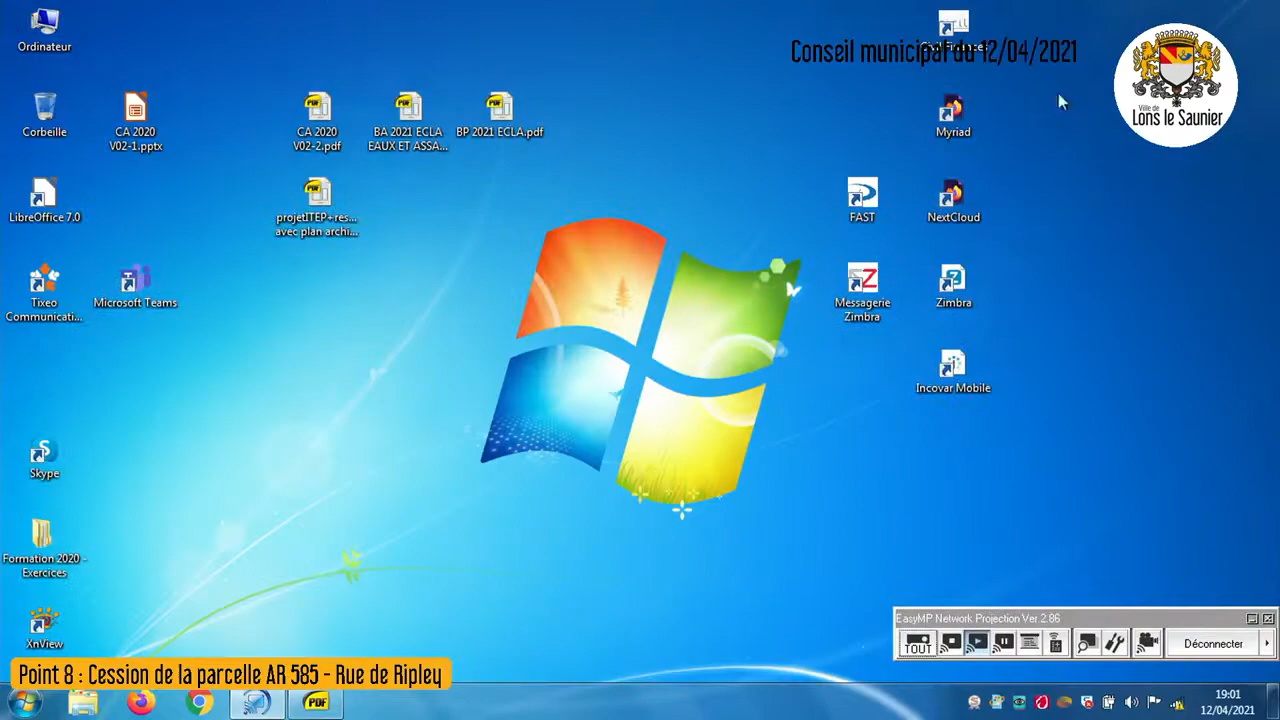 Ordinateur
Conseil municipal du 12/04/2021
Ville de
Lons le Saunier
Corbeille
CA 2020
V02-1.pptx
CA 2020
V02-2.pdf
BA 2021 ECLA
EAUX ET ASSA...
BP 2021 ECLA.pdf
Myriad
LibreOffice 7.0
projetITEP+res...
avec plan archi...
FAST
NextCloud
Tixeo
Communicati...
Microsoft Teams
Messagerie
Zimbra
Zimbra
Incovar Mobile
Skype
Formation 2020 -
Exercices
XnView
EasyMP Network Projection Ver.2.86
TOUT
Déconnecter
Point 8 : Cession de la parcelle AR 585 - Rue de Ripley
PDF
19:01
12/04/2021